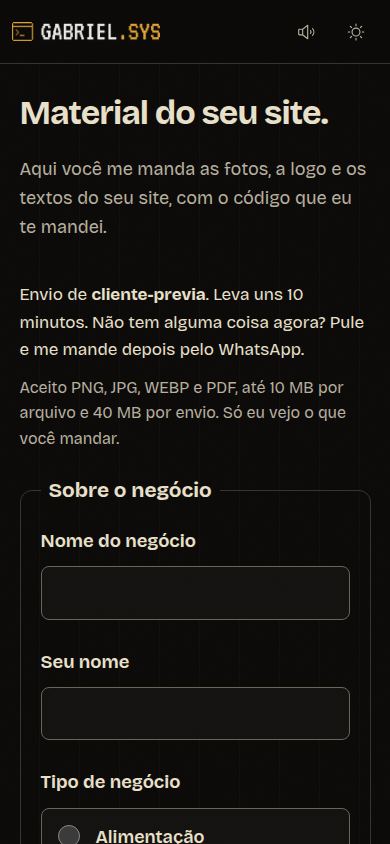 GABRIEL.SYS
Material do seu site.
Aqui você me manda as fotos, a logo e os
textos do seu site, com o código que eu
te mandei.
Envio de cliente-previa. Leva uns 10
minutos. Não tem alguma coisa agora? Pule
e me mande depois pelo WhatsApp.
Aceito PNG, JPG, WEBP e PDF, até 10 MB por
arquivo e 40 MB por envio. Só eu vejo o que
você mandar.
Sobre o negócio
Nome do negócio
Seu nome
Tipo de negócio
Alimentação